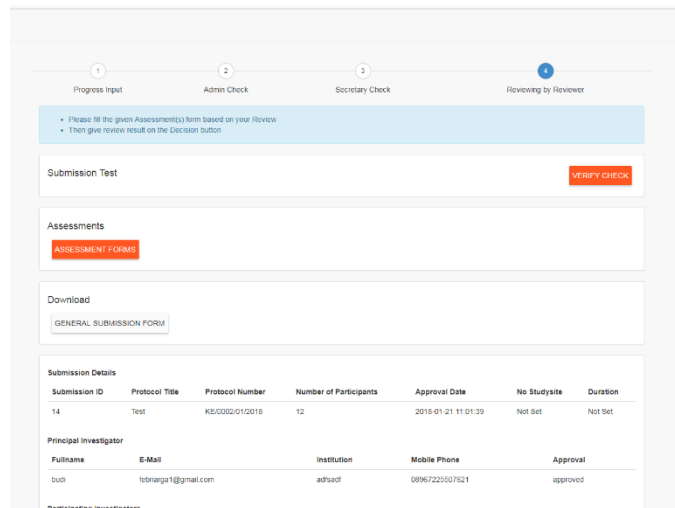 1 2 3 4
Progress Input Admin Check Secretary Check Reviewing by Reviewer
• Please fill the given Assessment(s) form based on your Review
• Then give review result on the Decision button
Submission Test
VERIFY CHECK
Assessments
ASSESSMENT FORMS
Download
GENERAL SUBMISSION FORM
Submission Details
Submission ID Protocol Title Protocol Number Number of Participants Approval Date No Studysite Duration
14 Test KE/0002/01/2018 12 2018-01-21 11:01:39 Not Set Not Set
Principal Investigator
Fullname E-Mail Institution Mobile Phone Approval
budi febriarga1@gmail.com adfsadf 08967225507621 approved
Participating Investigators